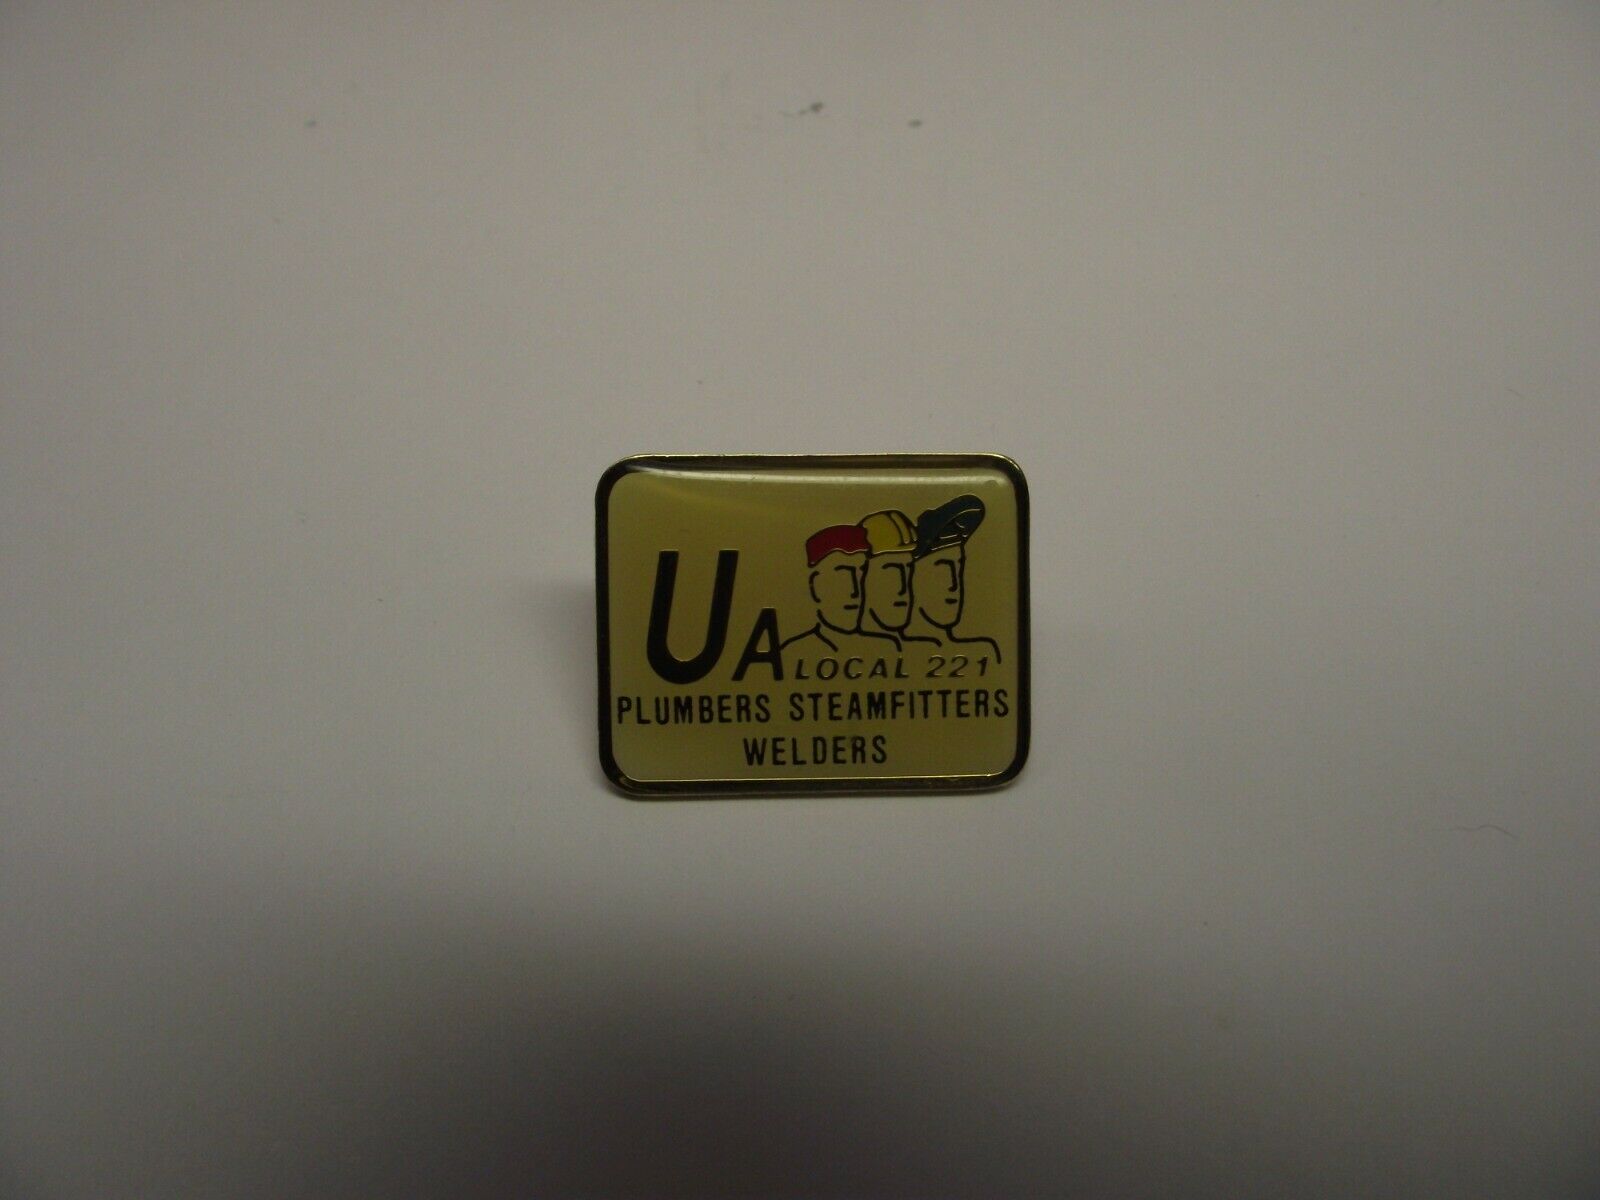 UA LOCAL 221
PLUMBERS STEAMFITTERS
WELDERS